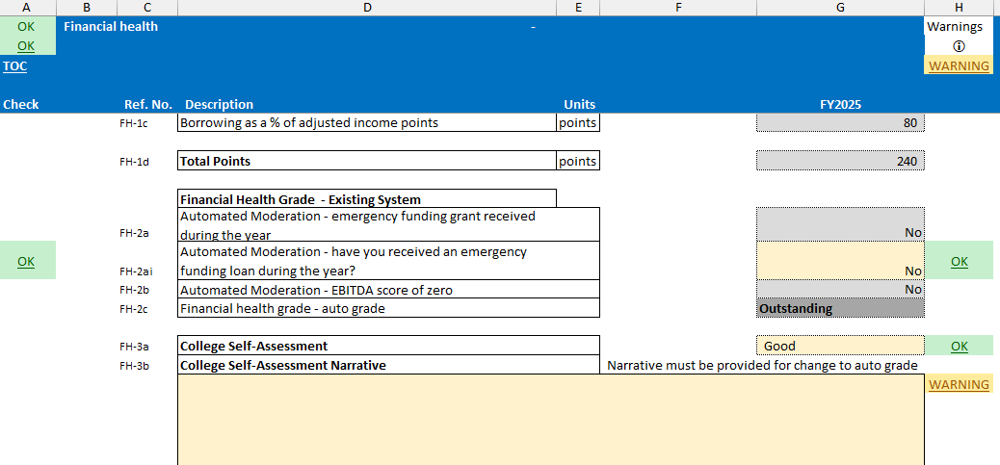 A B C D E F G H
OK Financial health - Warnings
OK ⓘ
TOC WARNING
Check Ref. No. Description Units FY2025
FH-1c Borrowing as a % of adjusted income points points 80
FH-1d Total Points points 240
Financial Health Grade - Existing System
Automated Moderation - emergency funding grant received
FH-2a during the year No
Automated Moderation - have you received an emergency
OK OK
FH-2ai funding loan during the year? No
FH-2b Automated Moderation - EBITDA score of zero No
FH-2c Financial health grade - auto grade Outstanding
FH-3a College Self-Assessment Good OK
FH-3b College Self-Assessment Narrative Narrative must be provided for change to auto grade
WARNING